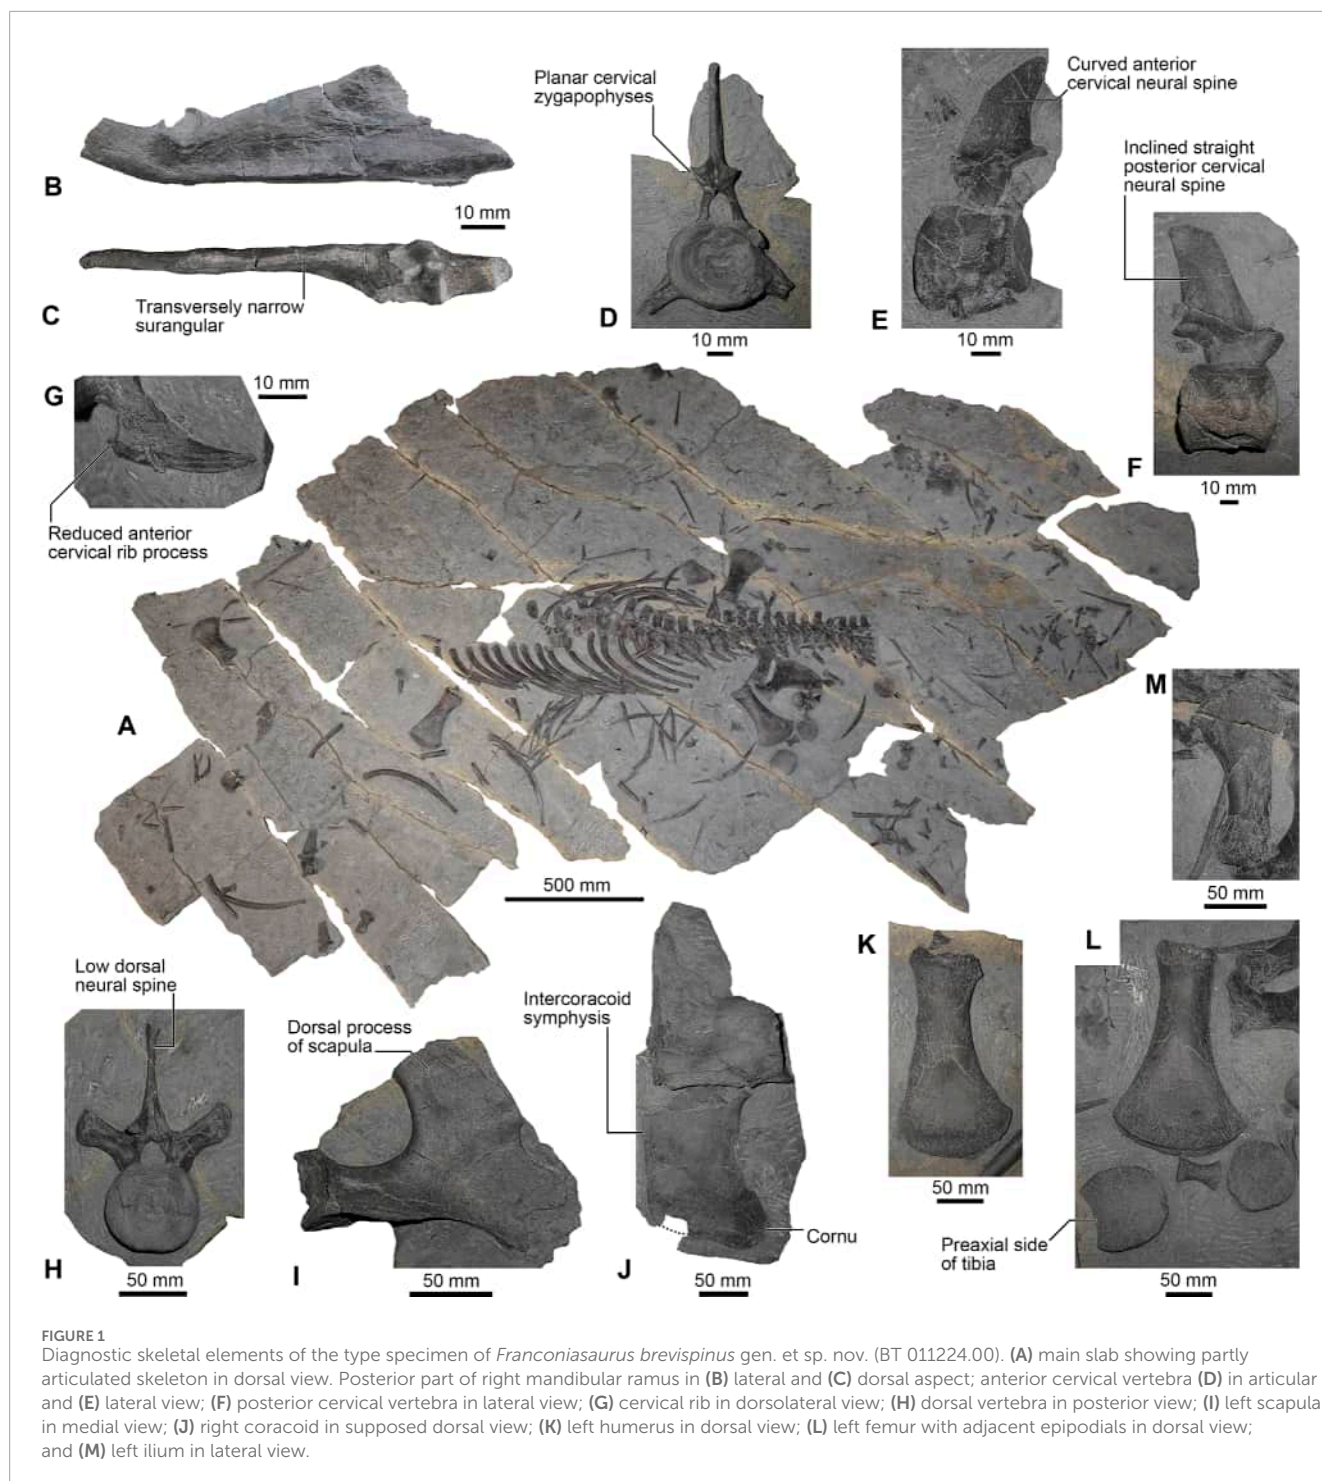 B
10 mm
C
Transversely narrow
surangular
Planar cervical
zygapophyses
D
10 mm
Curved anterior
cervical neural spine
E
10 mm
Inclined straight
posterior cervical
neural spine
F
10 mm
G
10 mm
Reduced anterior
cervical rib process
A
500 mm
M
50 mm
Low dorsal
neural spine
H
50 mm
Dorsal process
of scapula
I
50 mm
Intercoracoid
symphysis
Cornu
J
50 mm
K
50 mm
L
Preaxial side
of tibia
50 mm
FIGURE 1
Diagnostic skeletal elements of the type specimen of Franconiasaurus brevispinus gen. et sp. nov. (BT 011224.00). (A) main slab showing partly
articulated skeleton in dorsal view. Posterior part of right mandibular ramus in (B) lateral and (C) dorsal aspect; anterior cervical vertebra (D) in articular
and (E) lateral view; (F) posterior cervical vertebra in lateral view; (G) cervical rib in dorsolateral view; (H) dorsal vertebra in posterior view; (I) left scapula
in medial view; (J) right coracoid in supposed dorsal view; (K) left humerus in dorsal view; (L) left femur with adjacent epipodials in dorsal view;
and (M) left ilium in lateral view.